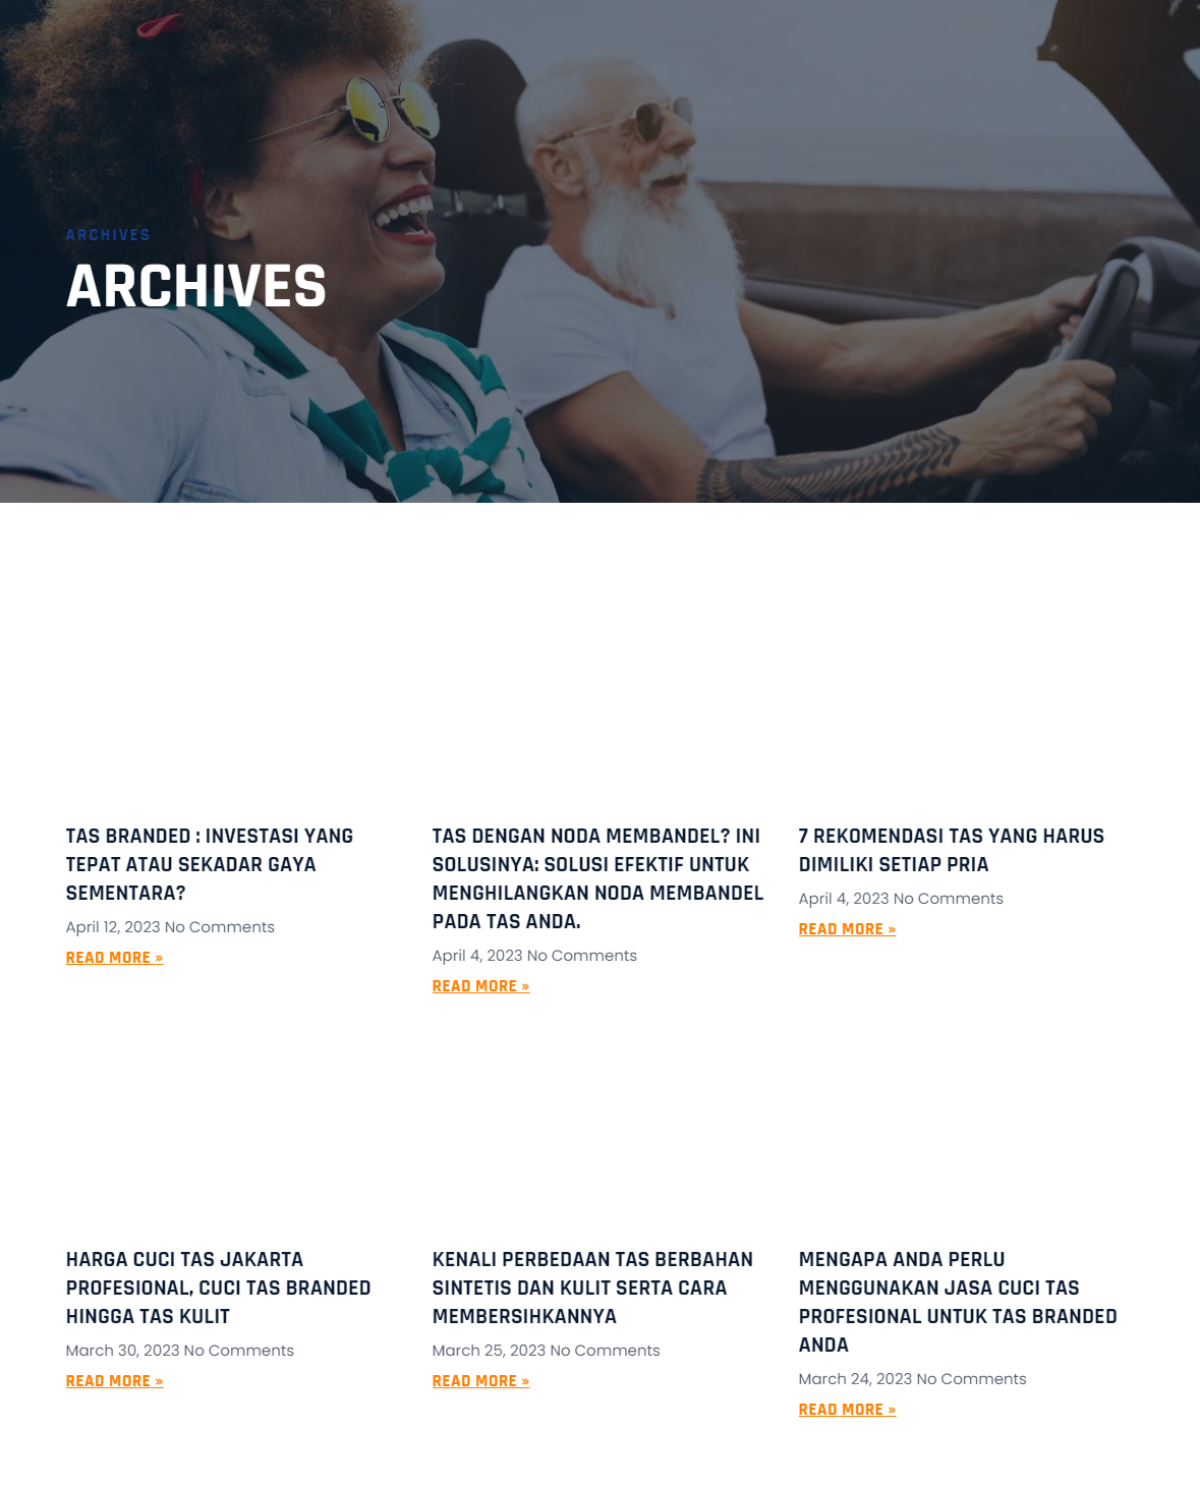 ARCHIVES
ARCHIVES
TAS BRANDED : INVESTASI YANG
TEPAT ATAU SEKADAR GAYA
SEMENTARA?
April 12, 2023 No Comments
READ MORE »
TAS DENGAN NODA MEMBANDEL? INI
SOLUSINYA: SOLUSI EFEKTIF UNTUK
MENGHILANGKAN NODA MEMBANDEL
PADA TAS ANDA.
April 4, 2023 No Comments
READ MORE »
7 REKOMENDASI TAS YANG HARUS
DIMILIKI SETIAP PRIA
April 4, 2023 No Comments
READ MORE »
HARGA CUCI TAS JAKARTA
PROFESIONAL, CUCI TAS BRANDED
HINGGA TAS KULIT
March 30, 2023 No Comments
READ MORE »
KENALI PERBEDAAN TAS BERBAHAN
SINTETIS DAN KULIT SERTA CARA
MEMBERSIHKANNYA
March 25, 2023 No Comments
READ MORE »
MENGAPA ANDA PERLU
MENGGUNAKAN JASA CUCI TAS
PROFESIONAL UNTUK TAS BRANDED
ANDA
March 24, 2023 No Comments
READ MORE »